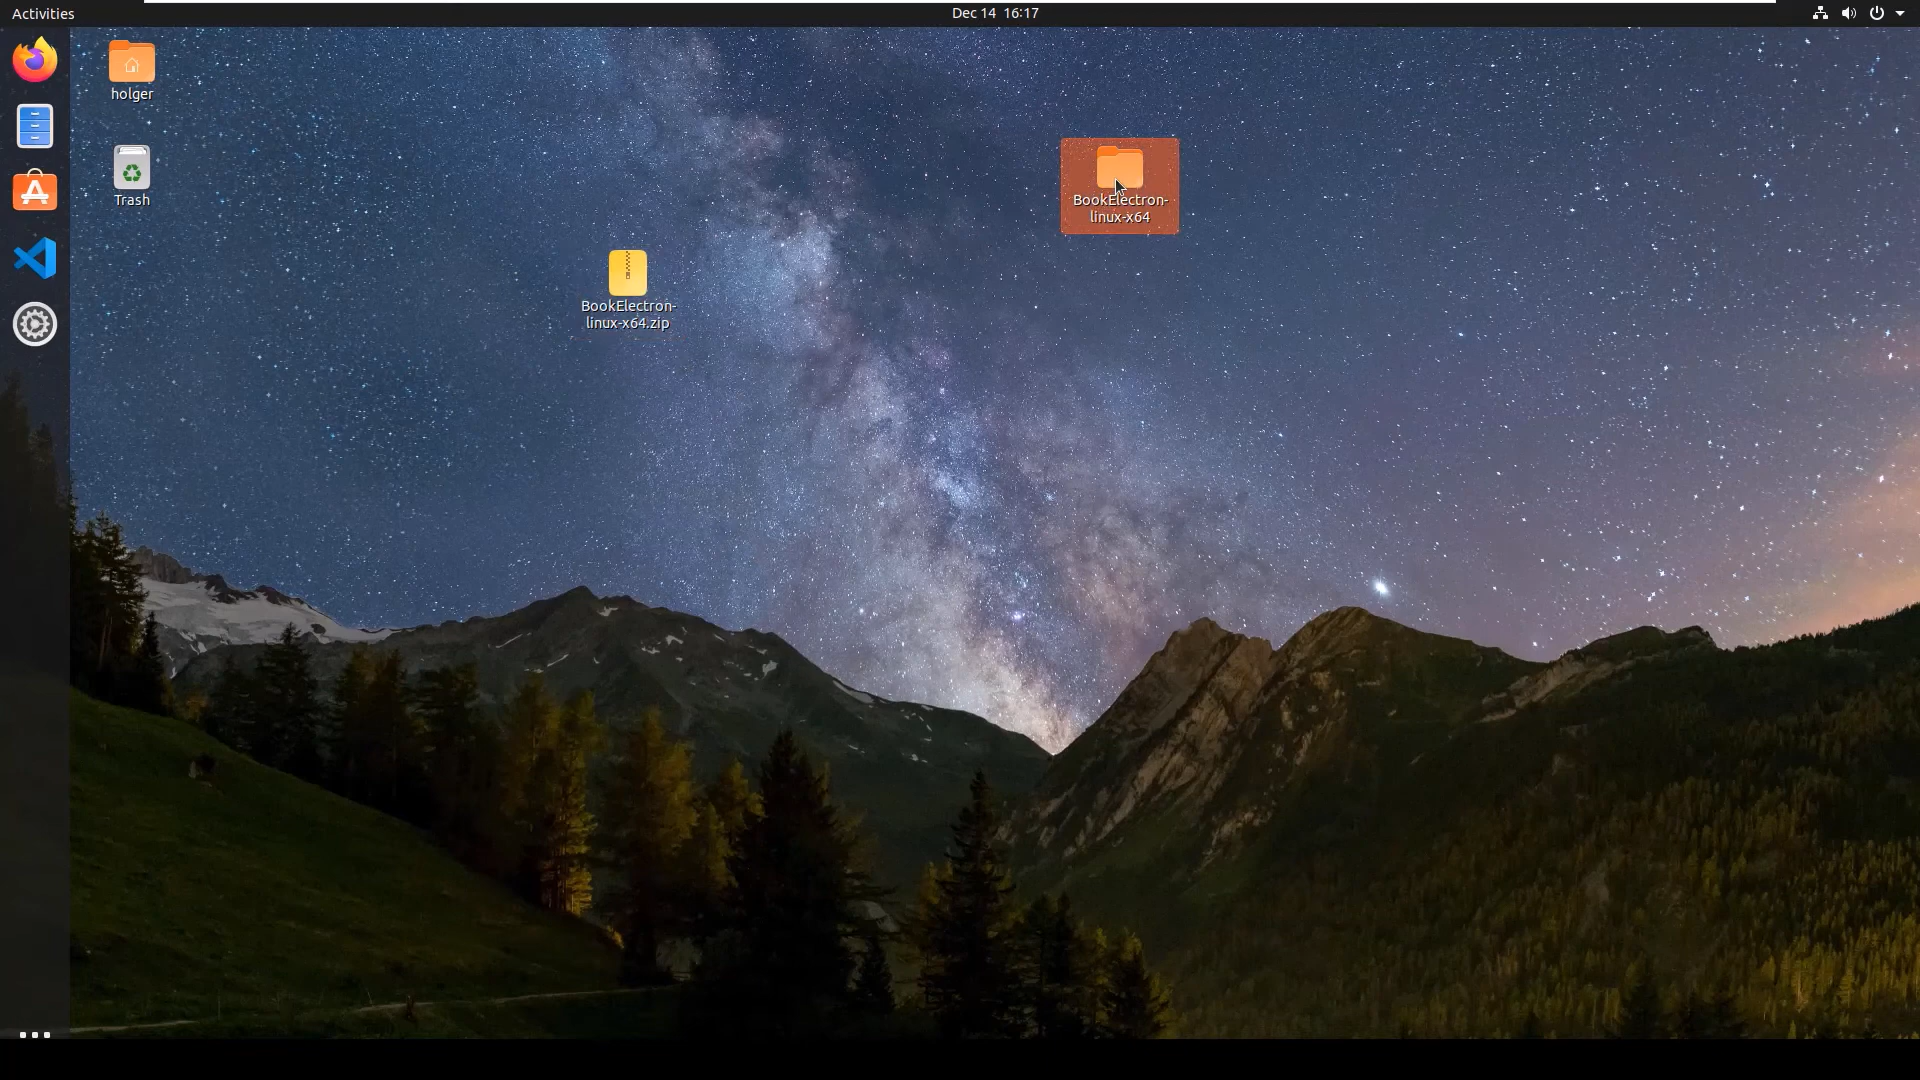 Activities
Dec 14 16:17
holger
Trash
BookElectron-
linux-x64
BookElectron-
linux-x64.zip